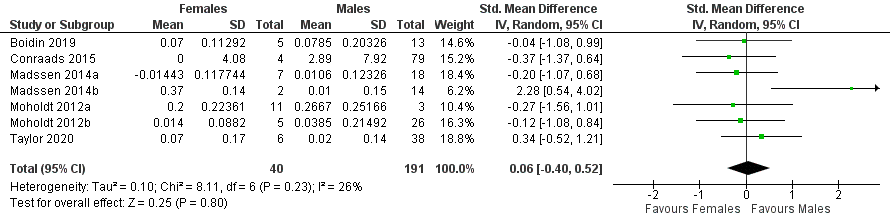 Females Males Std. Mean Difference Std. Mean Difference
Study or Subgroup Mean SD Total Mean SD Total Weight IV, Random, 95% CI IV, Random, 95% CI
Boidin 2019 0.07 0.11292 5 0.0785 0.20326 13 14.6% -0.04 [-1.08, 0.99]
Conraads 2015 0 4.08 4 2.89 7.92 79 15.5% -0.37 [-1.37, 0.64]
Madssen 2014a -0.01443 0.117744 7 0.0106 0.12326 18 19.1% -0.20 [-1.07, 0.68]
Madssen 2014b 0.37 0.14 2 0.01 0.15 14 6.2% 2.28 [0.54, 4.02]
Moholdt 2012a 0.2 0.22361 11 0.2667 0.25166 3 10.6% -0.27 [-1.56, 1.01]
Moholdt 2012b 0.014 0.0882 5 0.0385 0.21492 26 16.7% -0.12 [-1.08, 0.84]
Taylor 2020 0.07 0.17 6 0.02 0.14 38 18.8% 0.34 [-0.52, 1.21]
Total (95% CI) 40 191 100.0% 0.06 [-0.40, 0.52]
Heterogeneity: Tau² = 0.10; Chi² = 8.11, df = 6 (P = 0.23); I² = 26%
Test for overall effect: Z = 0.25 (P = 0.80)
-2 -1 0 1 2
Favours Females Favours Males